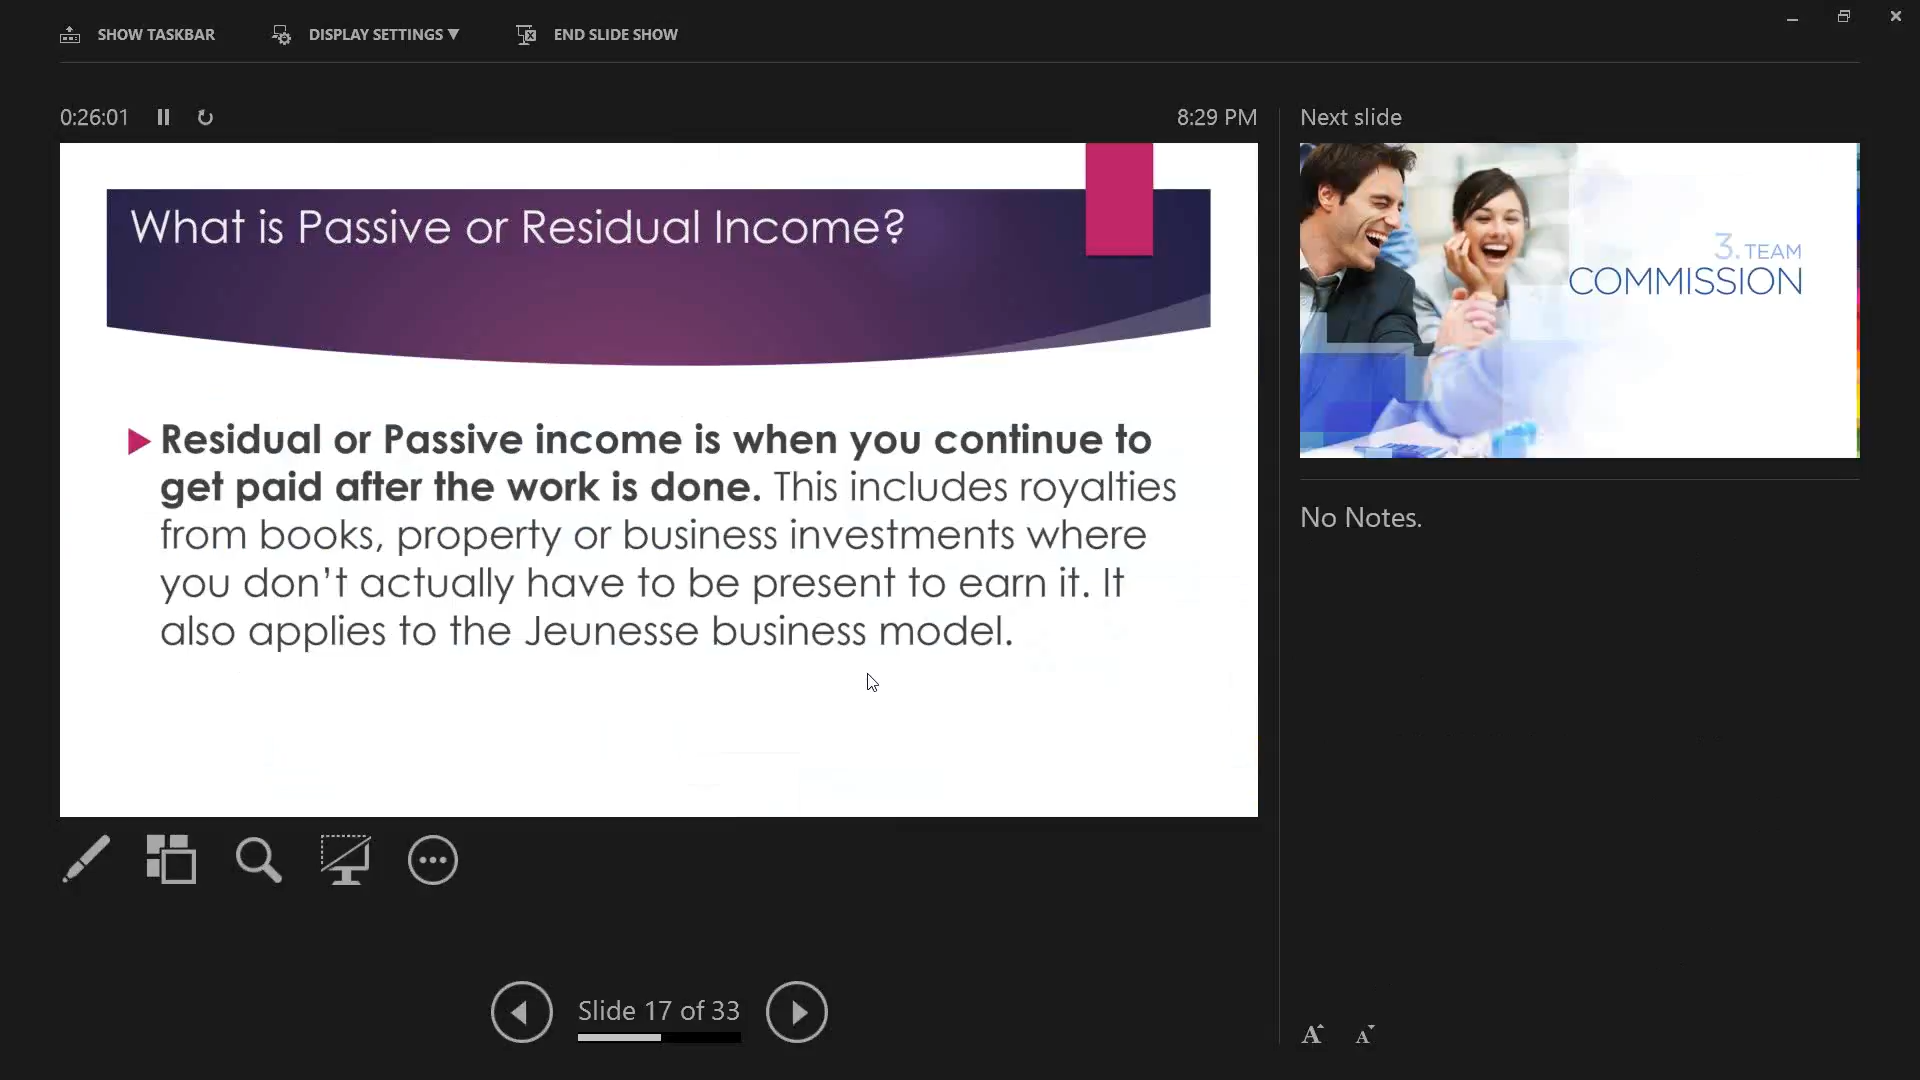 SHOW TASKBAR
DISPLAY SETTINGS ▼
END SLIDE SHOW
0:26:01
8:29 PM
What is Passive or Residual Income?
Residual or Passive income is when you continue to
get paid after the work is done. This includes royalties
from books, property or business investments where
you don't actually have to be present to earn it. It
also applies to the Jeunesse business model.
Slide 17 of 33
Next slide
3. TEAM
COMMISSION
No Notes.
A A